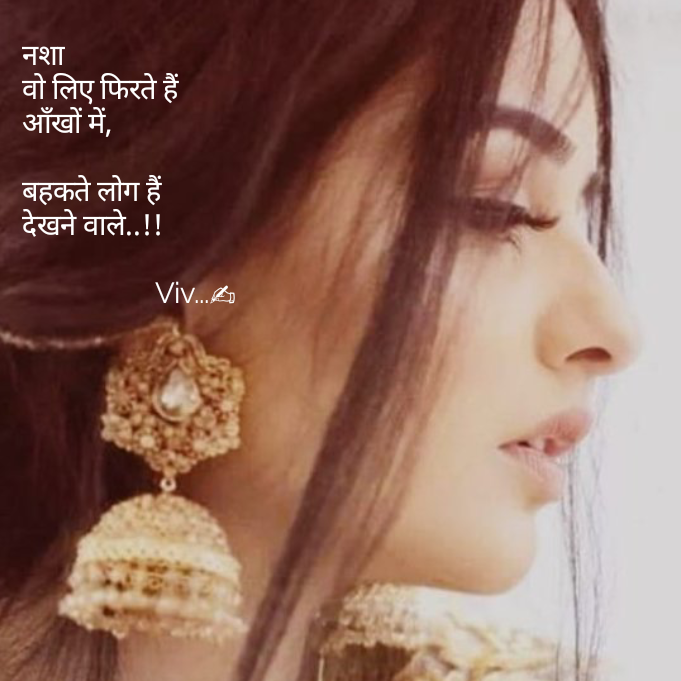 नशा
वो लिए फिरते हैं
आँखों में,
बहकते लोग हैं
देखने वाले..!!
Viv...✍